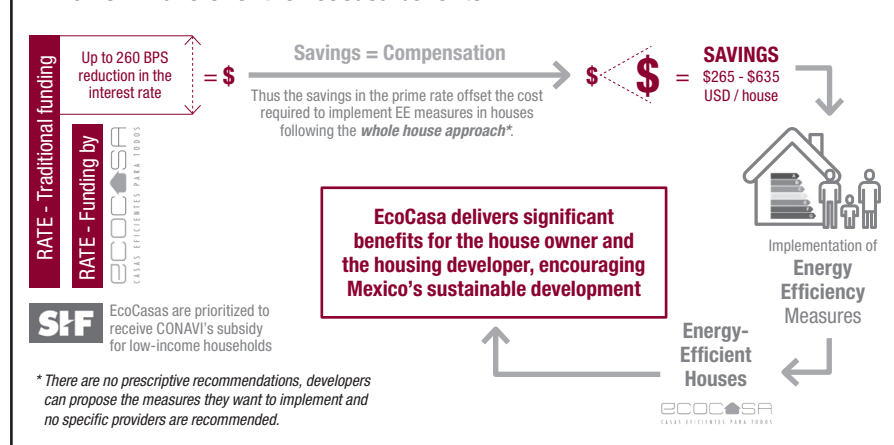 Up to 260 BPS
reduction in the
interest rate
= $
Savings = Compensation
Thus the savings in the prime rate offset the cost
required to implement EE measures in houses
following the whole house approach*.
$ $ =
SAVINGS
$265 - $635
USD / house
RATE - Traditional funding
RATE - Funding by
ECOCASA
CASAS EFICIENTES PARA TODOS
Implementation of
Energy
Efficiency
Measures
EcoCasa delivers significant
benefits for the house owner and
the housing developer, encouraging
Mexico's sustainable development
SHF
EcoCasas are prioritized to
receive CONAVI's subsidy
for low-income households
Energy-
Efficient
Houses
ECOCASA
CASAS EFICIENTES PARA TODOS
* There are no prescriptive recommendations, developers
can propose the measures they want to implement and
no specific providers are recommended.